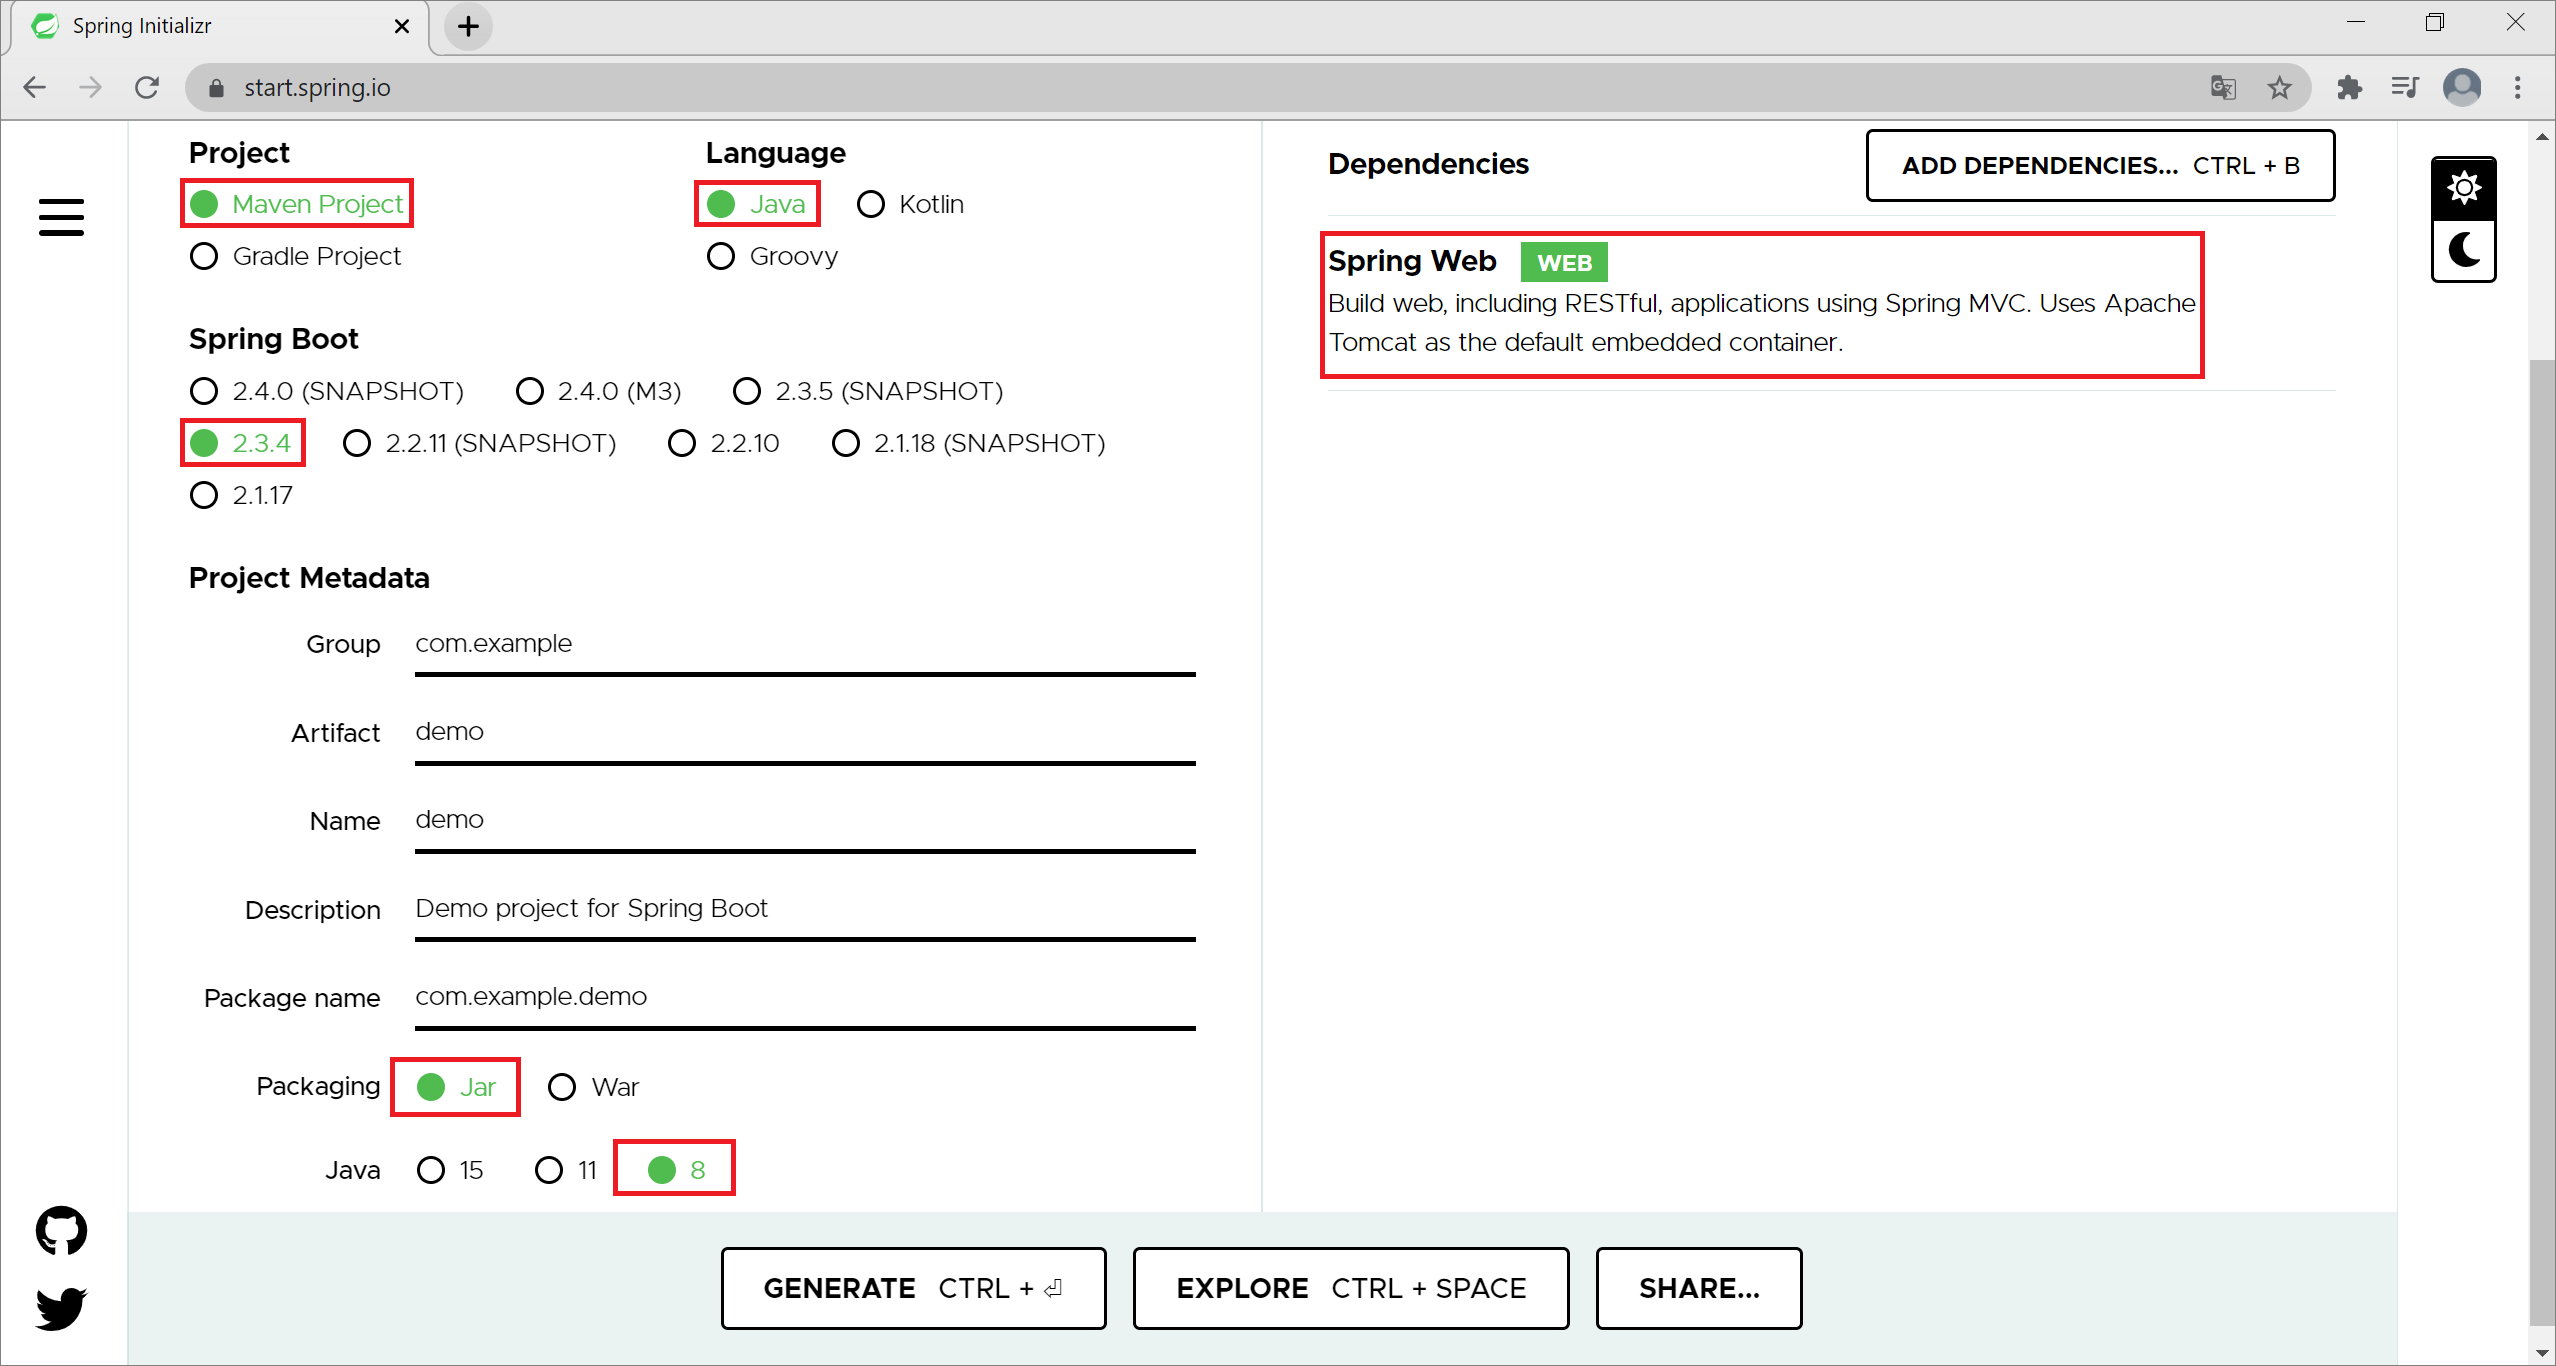 Spring Initializr
start.spring.io
Project
Maven Project
Gradle Project
Language
Java Kotlin
Groovy
Spring Boot
2.4.0 (SNAPSHOT) 2.4.0 (M3) 2.3.5 (SNAPSHOT)
2.3.4 2.2.11 (SNAPSHOT) 2.2.10 2.1.18 (SNAPSHOT)
2.1.17
Project Metadata
Group com.example
Artifact demo
Name demo
Description Demo project for Spring Boot
Package name com.example.demo
Packaging Jar War
Java 15 11 8
Dependencies ADD DEPENDENCIES... CTRL + B
Spring Web WEB
Build web, including RESTful, applications using Spring MVC. Uses Apache
Tomcat as the default embedded container.
GENERATE CTRL + ⏎ EXPLORE CTRL + SPACE SHARE...